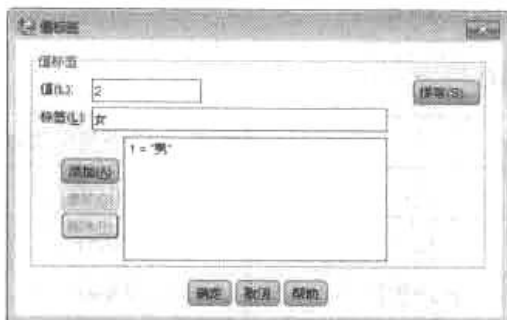 值标签
值标签
值(L): 2
拼写(S)...
标签(L): 女
1 = "男"
添加(A)
确定 取消 帮助